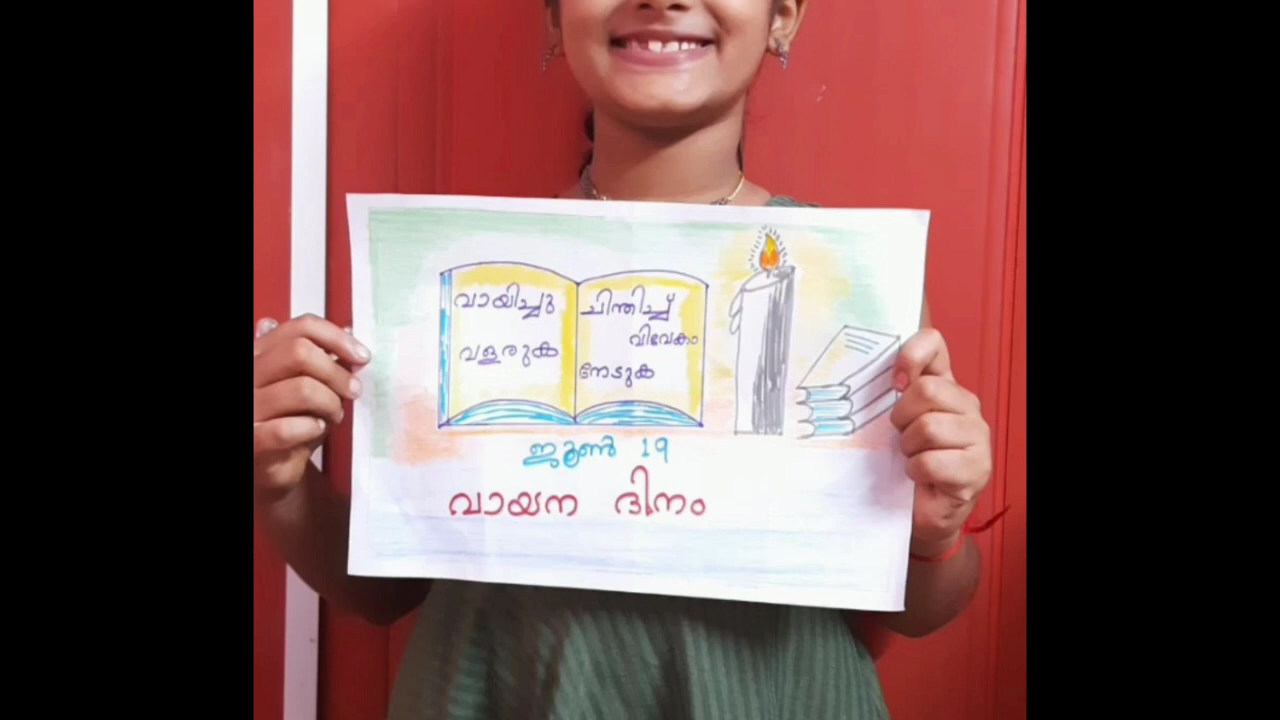 വായിച്ചു
വളരുക
ചിന്തിച്ച്
വിവേകം
നേടുക
ജൂൺ 19
വായന ദിനം